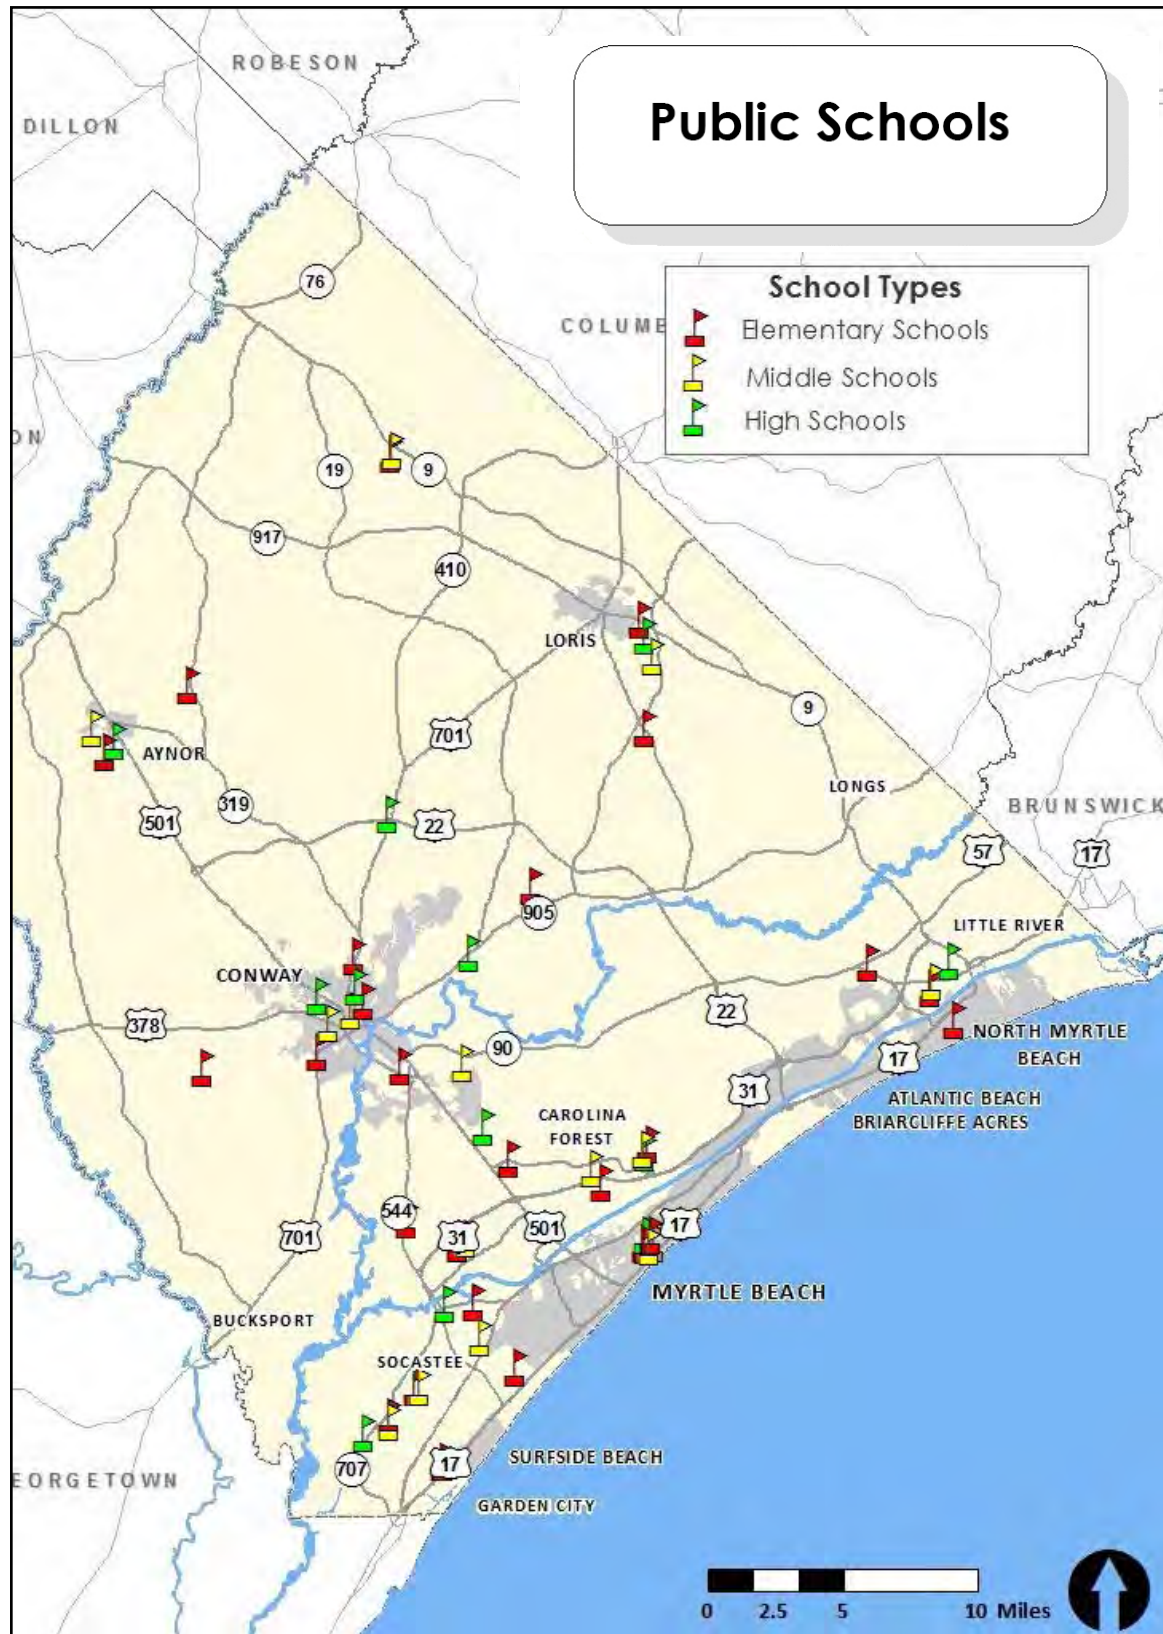 ROBESON
DILLON
Public Schools
School Types
Elementary Schools
Middle Schools
High Schools
COLUME
ON
76
19
9
917
410
LORIS
9
AYNOR
701
LONGS
BRUNSWICK
319
501
22
57
17
905
LITTLE RIVER
CONWAY
378
22
90
NORTH MYRTLE
BEACH
17
31
ATLANTIC BEACH
BRIARCLIFFE ACRES
CAROLINA
FOREST
544
701
31
501
17
MYRTLE BEACH
BUCKSPORT
SOCASTEE
SURFSIDE BEACH
17
707
EORGETOWN
GARDEN CITY
0 2.5 5 10 Miles